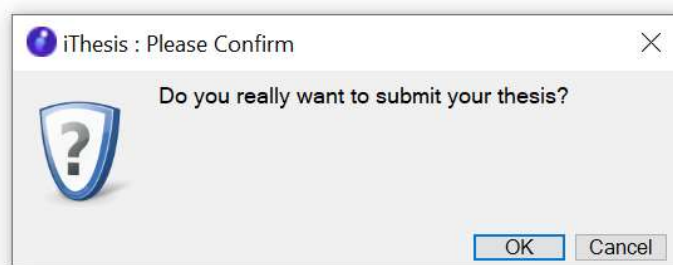 iThesis : Please Confirm
Do you really want to submit your thesis?
OK Cancel